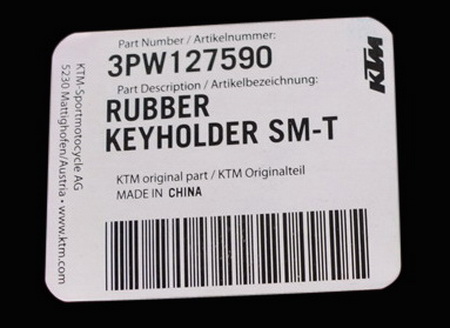 Part Number / Artikelnummer:
3PW127590
Part Description / Artikelbezeichnung:
RUBBER
KEYHOLDER SM-T
KTM original part / KTM Originalteil
MADE IN CHINA
KTM
KTM-Sportmotocycle AG
5230 Mattighofen/Austria • www.ktm.com